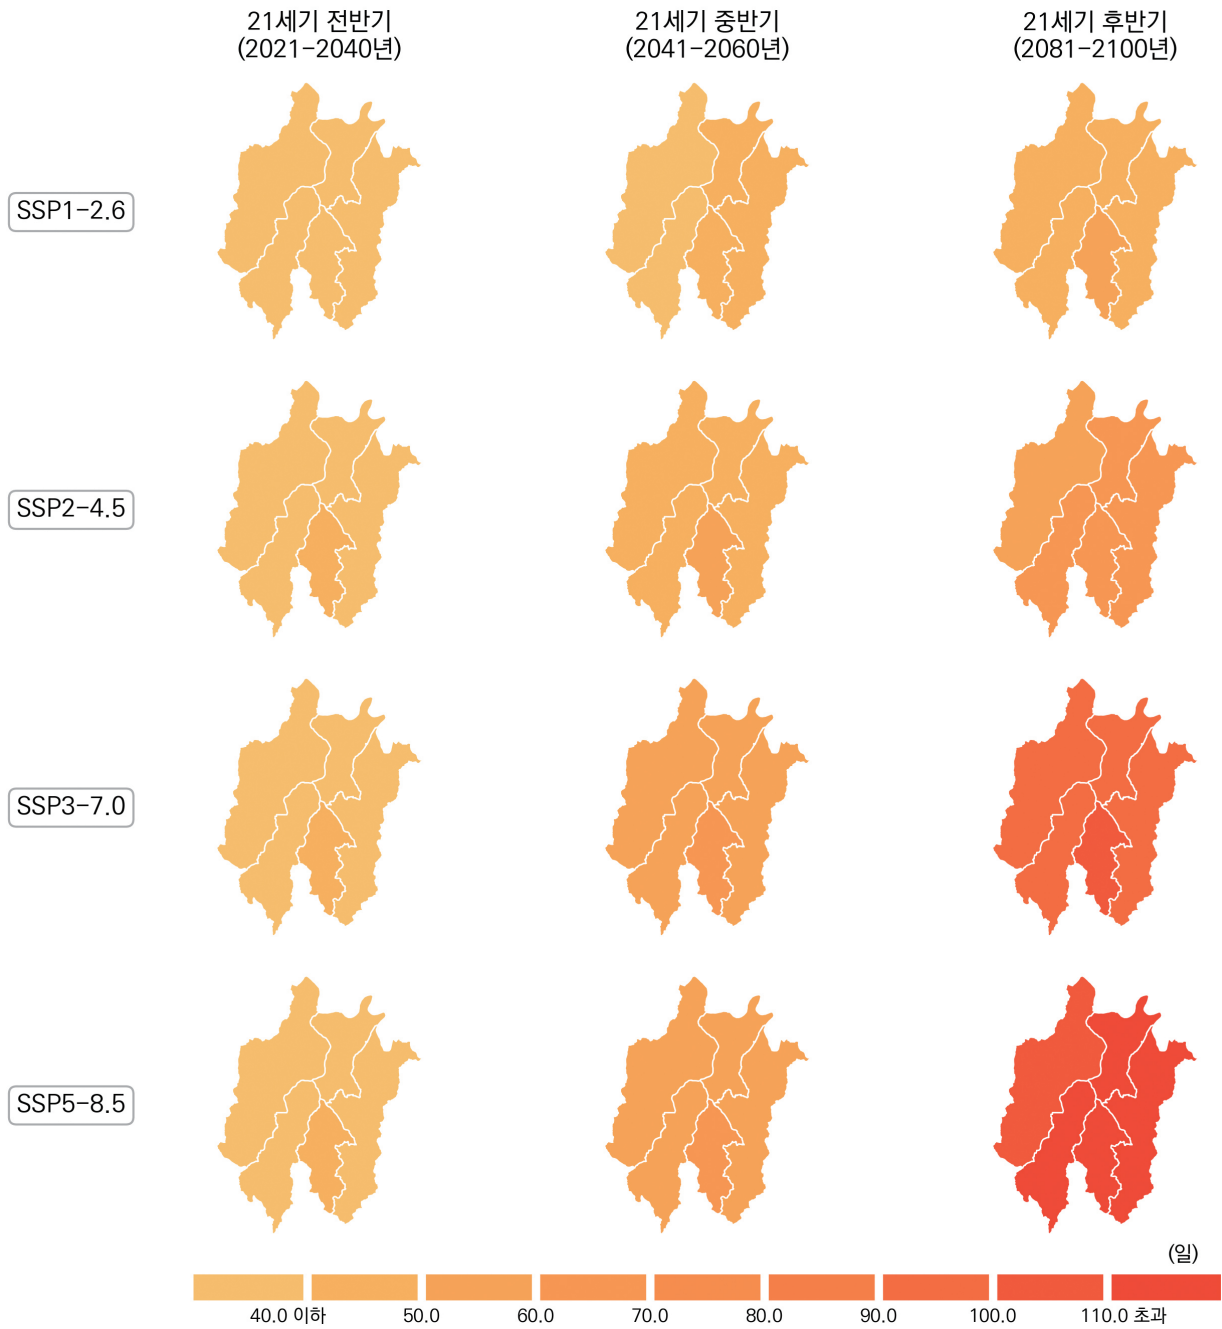 21세기 전반기
(2021-2040년)
21세기 중반기
(2041-2060년)
21세기 후반기
(2081-2100년)
SSP1-2.6
SSP2-4.5
SSP3-7.0
SSP5-8.5
(일)
40.0 이하 50.0 60.0 70.0 80.0 90.0 100.0 110.0 초과